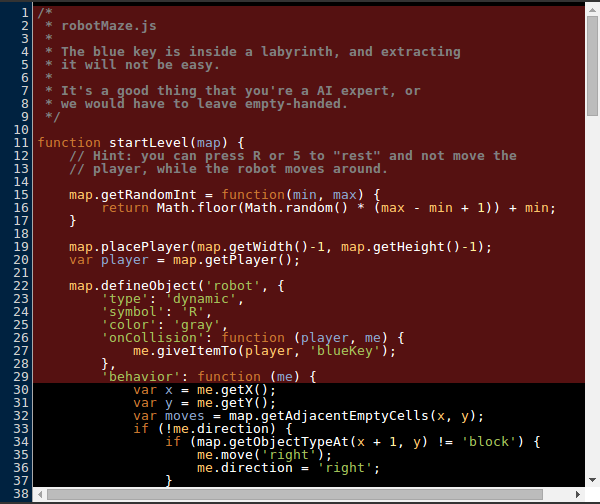 1 /*
2  * robotMaze.js
3  *
4  * The blue key is inside a labyrinth, and extracting
5  * it will not be easy.
6  *
7  * It's a good thing that you're a AI expert, or
8  * we would have to leave empty-handed.
9  */
10
11 function startLevel(map) {
12     // Hint: you can press R or 5 to "rest" and not move the
13     // player, while the robot moves around.
14
15     map.getRandomInt = function(min, max) {
16         return Math.floor(Math.random() * (max - min + 1)) + min;
17     }
18
19     map.placePlayer(map.getWidth()-1, map.getHeight()-1);
20     var player = map.getPlayer();
21
22     map.defineObject('robot', {
23         'type': 'dynamic',
24         'symbol': 'R',
25         'color': 'gray',
26         'onCollision': function (player, me) {
27             me.giveItemTo(player, 'blueKey');
28         },
29         'behavior': function (me) {
30             var x = me.getX();
31             var y = me.getY();
32             var moves = map.getAdjacentEmptyCells(x, y);
33             if (!me.direction) {
34                 if (map.getObjectTypeAt(x + 1, y) != 'block') {
35                     me.move('right');
36                     me.direction = 'right';
37                 }
38